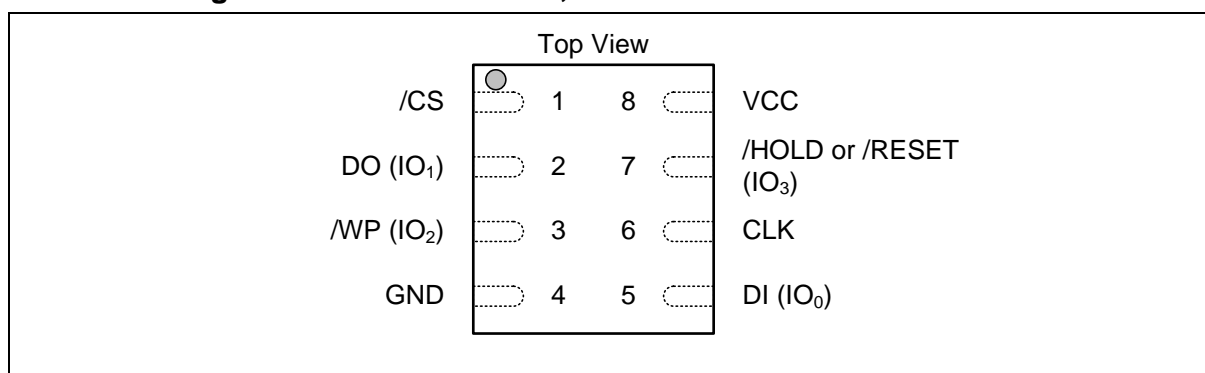 Top View
/CS 1 8 VCC
DO (IO₁) 2 7 /HOLD or /RESET
(IO₃)
/WP (IO₂) 3 6 CLK
GND 4 5 DI (IO₀)